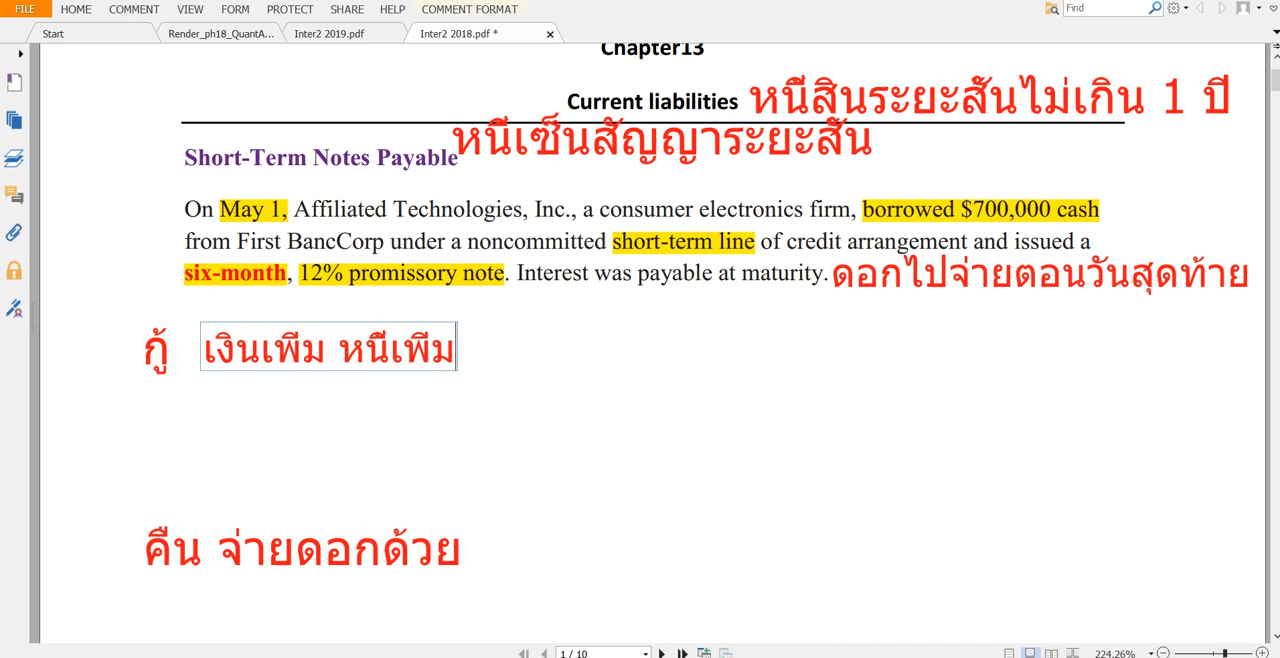 FILE HOME COMMENT VIEW FORM PROTECT SHARE HELP COMMENT FORMAT Find
Start Render_ph18_QuantA... Inter2 2019.pdf Inter2 2018.pdf *
Chapter13
Current liabilities หนี้สินระยะสั้นไม่เกิน 1 ปี
หนี้เซ็นสัญญาระยะสั้น
Short-Term Notes Payable
On May 1, Affiliated Technologies, Inc., a consumer electronics firm, borrowed $700,000 cash
from First BancCorp under a noncommitted short-term line of credit arrangement and issued a
six-month, 12% promissory note. Interest was payable at maturity. ดอกไปจ่ายตอนวันสุดท้าย
กู้ เงินเพิ่ม หนี้เพิ่ม
คืน จ่ายดอกด้วย
1 / 10 224.26%